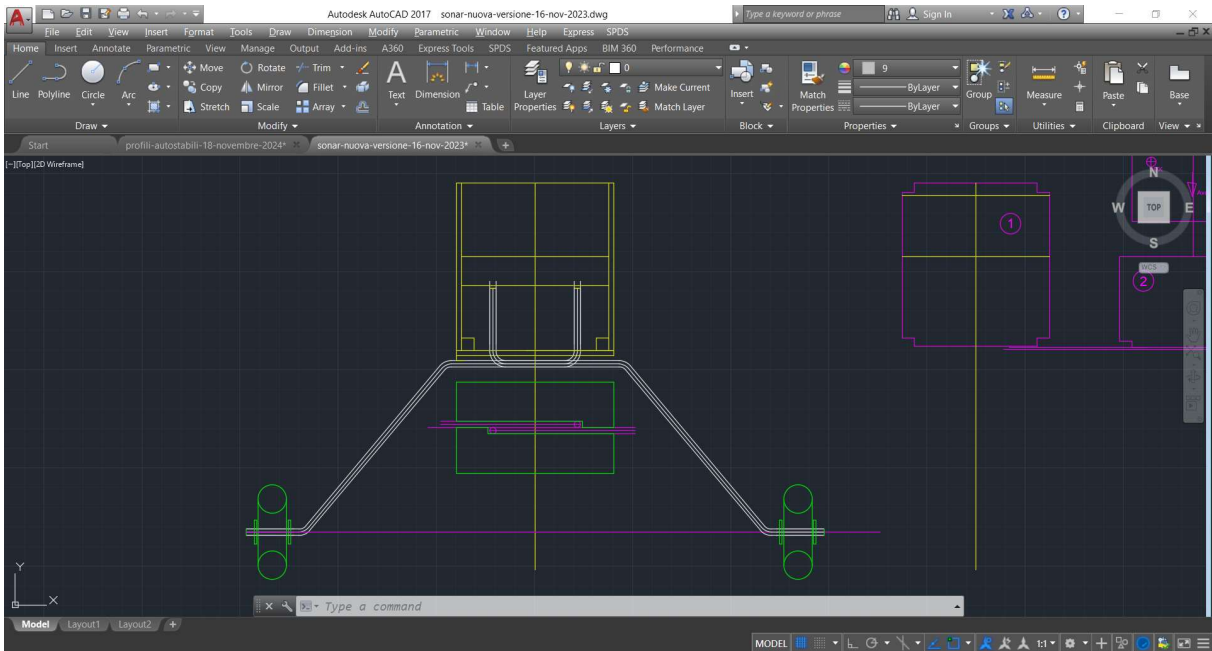 A Autodesk AutoCAD 2017 sonar-nuova-versione-16-nov-2023.dwg Type a keyword or phrase Sign In
File Edit View Insert Format Tools Draw Dimension Modify Parametric Window Help Express SPDS
Home Insert Annotate Parametric View Manage Output Add-ins A360 Express Tools SPDS Featured Apps BIM 360 Performance
Move Rotate Trim 0 9
Line Polyline Circle Arc Copy Mirror Fillet A Text Dimension Layer Properties Make Current Insert Match Properties ByLayer Group Measure Paste Base
Stretch Scale Array Table Match Layer ByLayer
Draw Modify Annotation Layers Block Properties Groups Utilities Clipboard View
Start profili-autostabili-18-novembre-2024* sonar-nuova-versione-16-nov-2023*
[−][Top][2D Wireframe]
N
W TOP E
S
WCS
1
2
Y
X
Type a command
Model Layout1 Layout2 +
MODEL 1:1